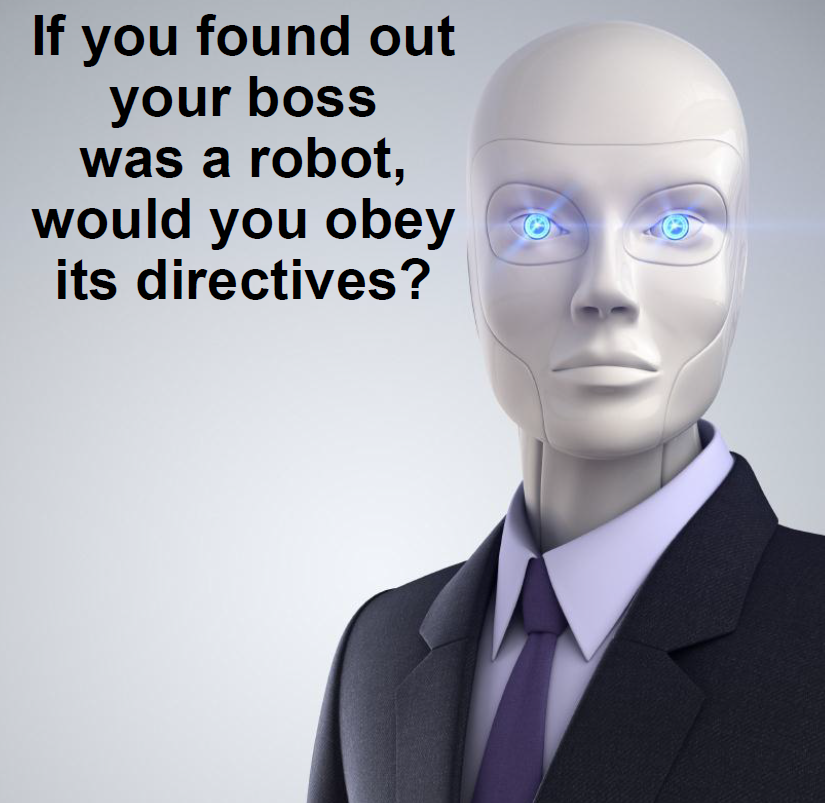 If you found out
your boss
was a robot,
would you obey
its directives?